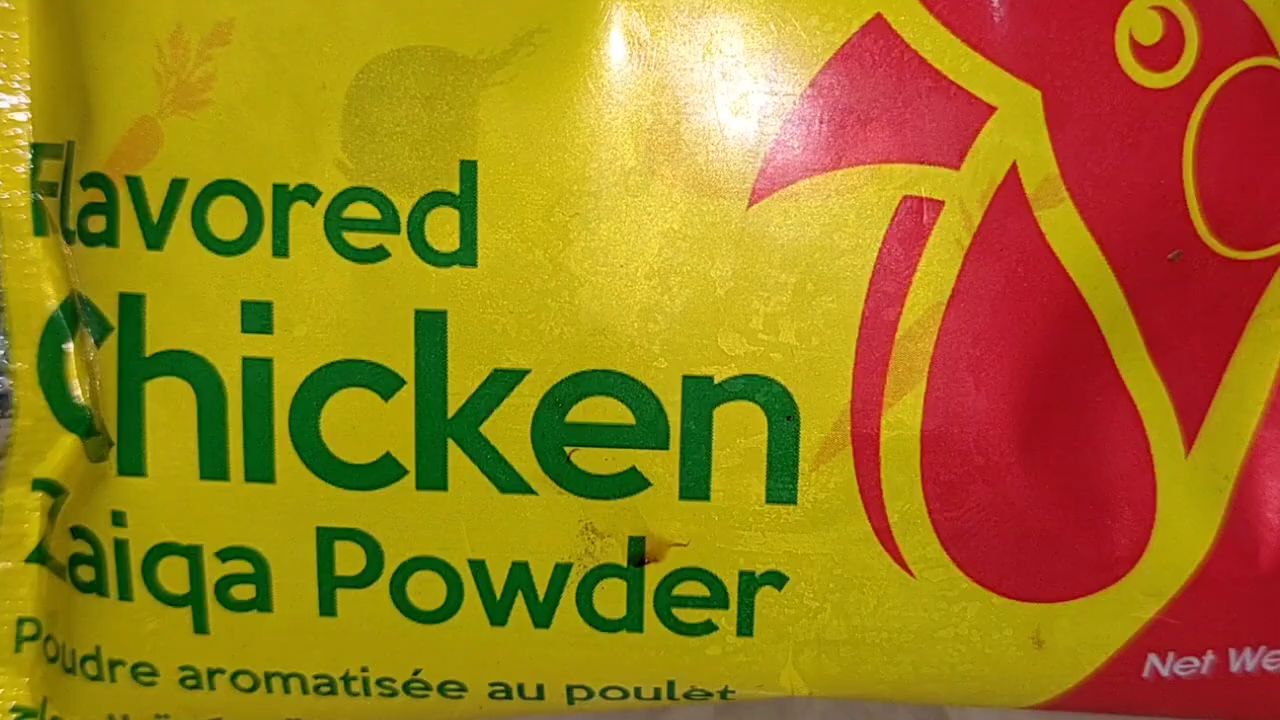 Flavored
Chicken
Zaiqa Powder
Poudre aromatisée au poulet
Net We